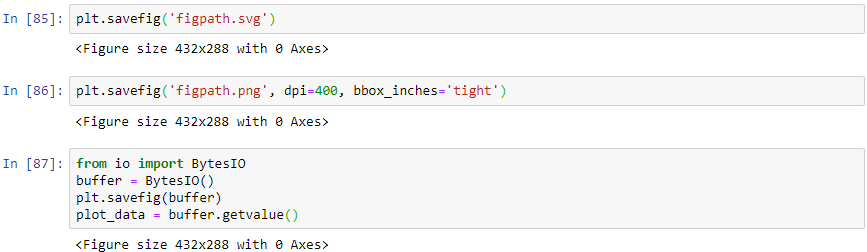 In [85]: plt.savefig('figpath.svg')
<Figure size 432x288 with 0 Axes>
In [86]: plt.savefig('figpath.png', dpi=400, bbox_inches='tight')
<Figure size 432x288 with 0 Axes>
In [87]: from io import BytesIO
buffer = BytesIO()
plt.savefig(buffer)
plot_data = buffer.getvalue()
<Figure size 432x288 with 0 Axes>